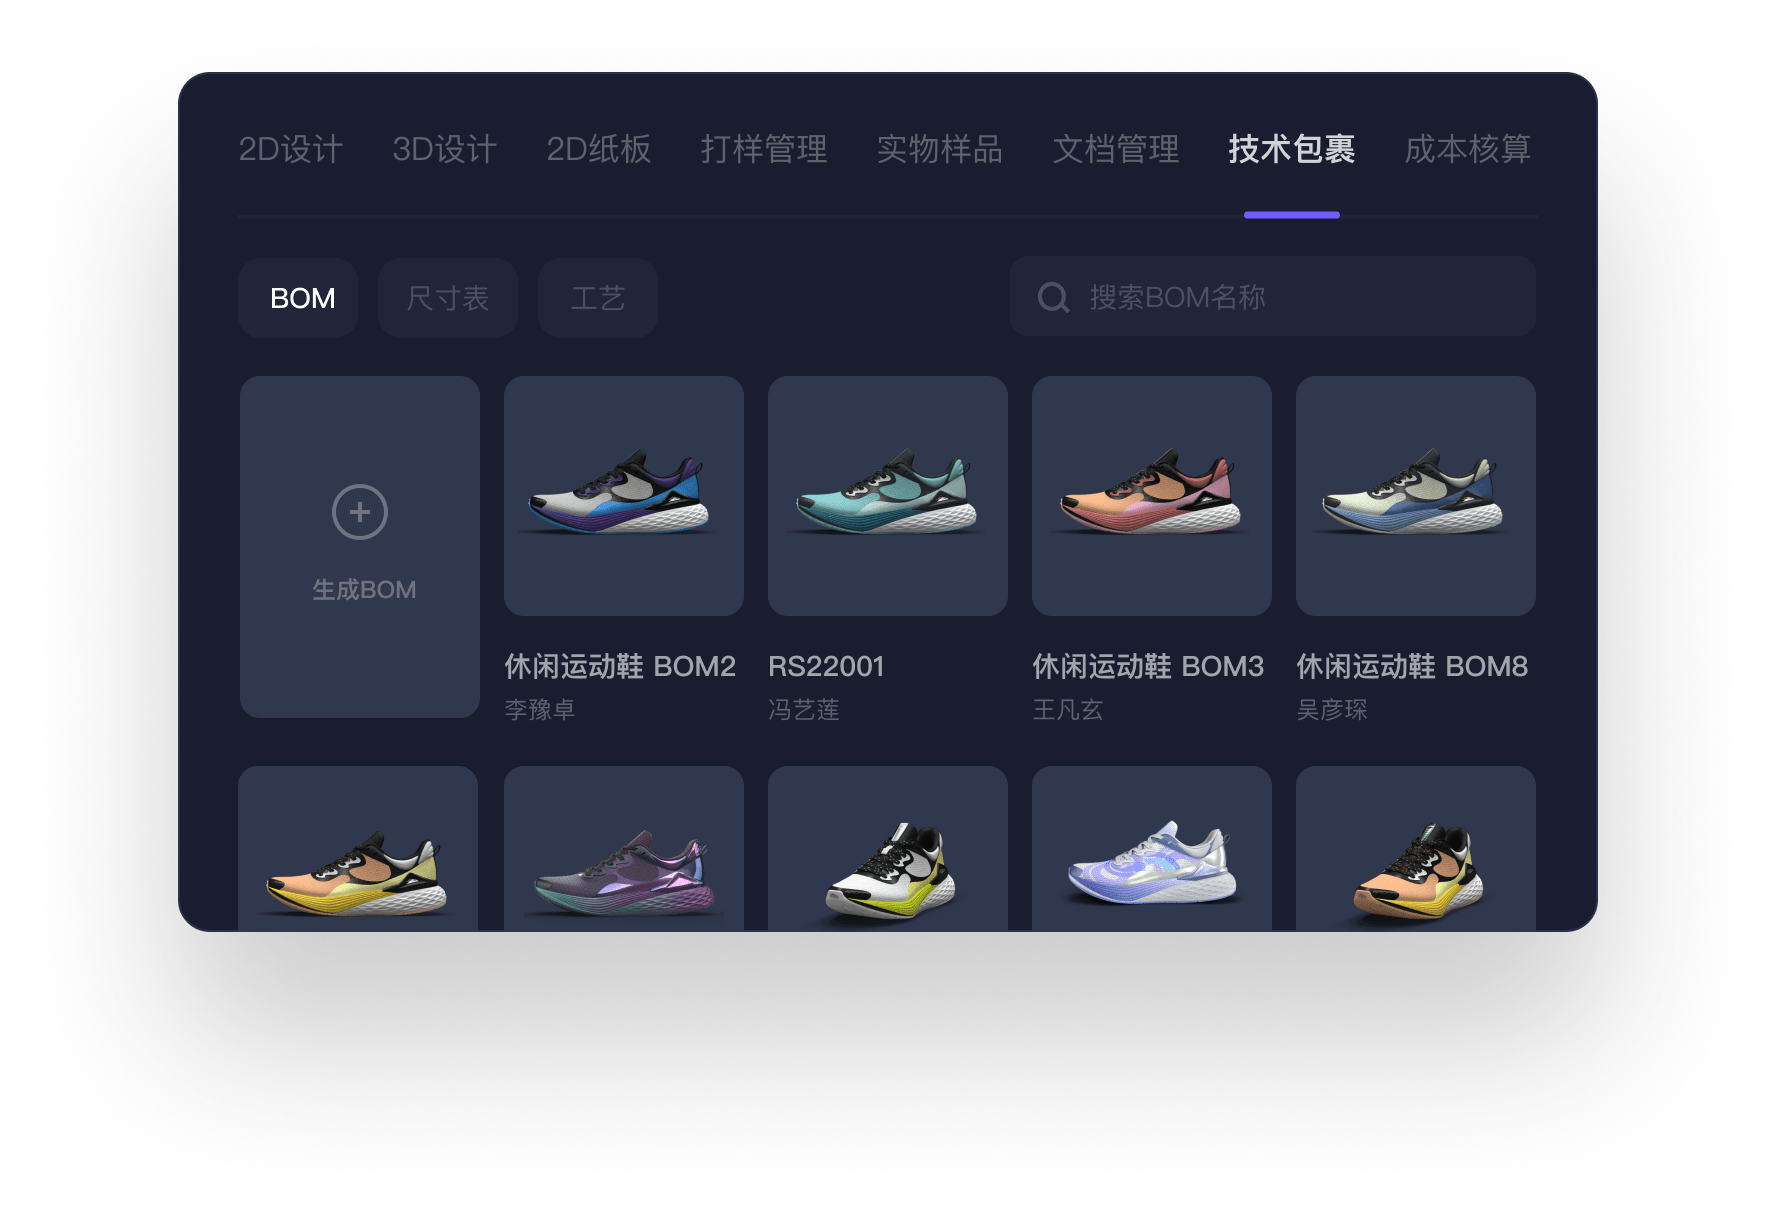 2D设计 3D设计 2D纸板 打样管理 实物样品 文档管理 技术包裹 成本核算
BOM 尺寸表 工艺 搜索BOM名称
生成BOM
休闲运动鞋 BOM2 RS22001 休闲运动鞋 BOM3 休闲运动鞋 BOM8
李豫卓 冯艺莲 王凡玄 吴彦琛